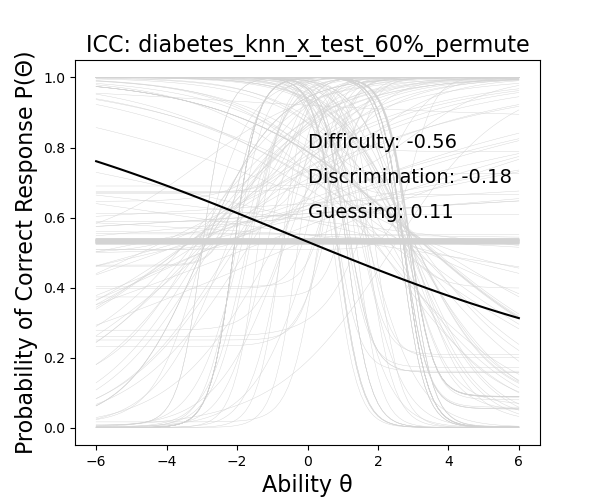 ICC: diabetes_knn_x_test_60%_permute
Probability of Correct Response P(Θ)
1.0
0.8
0.6
0.4
0.2
0.0
Difficulty: -0.56
Discrimination: -0.18
Guessing: 0.11
−6 −4 −2 0 2 4 6
Ability θ